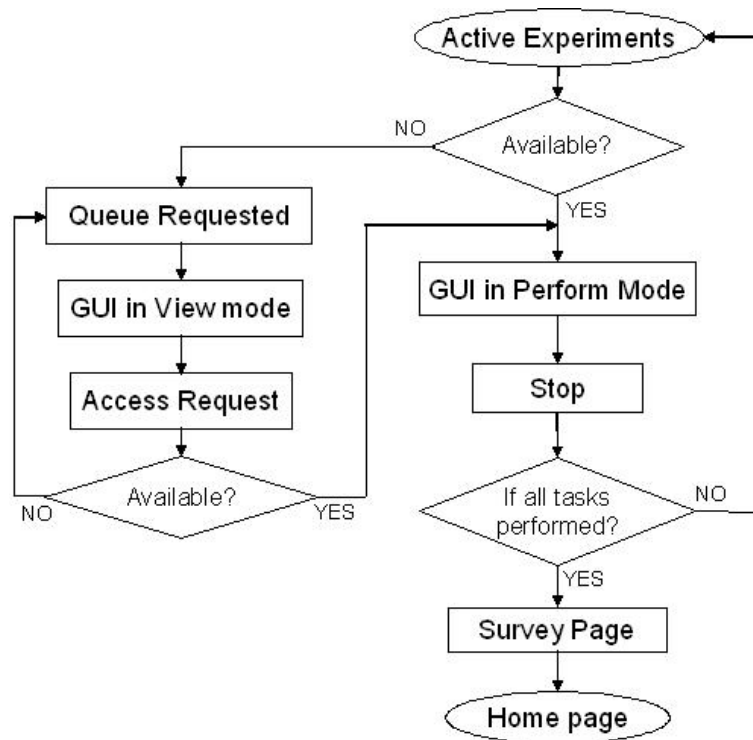 Active Experiments
NO
Available?
Queue Requested
YES
GUI in View mode
GUI in Perform Mode
Access Request
Stop
Available?
NO
YES
If all tasks
performed?
NO
YES
Survey Page
Home page